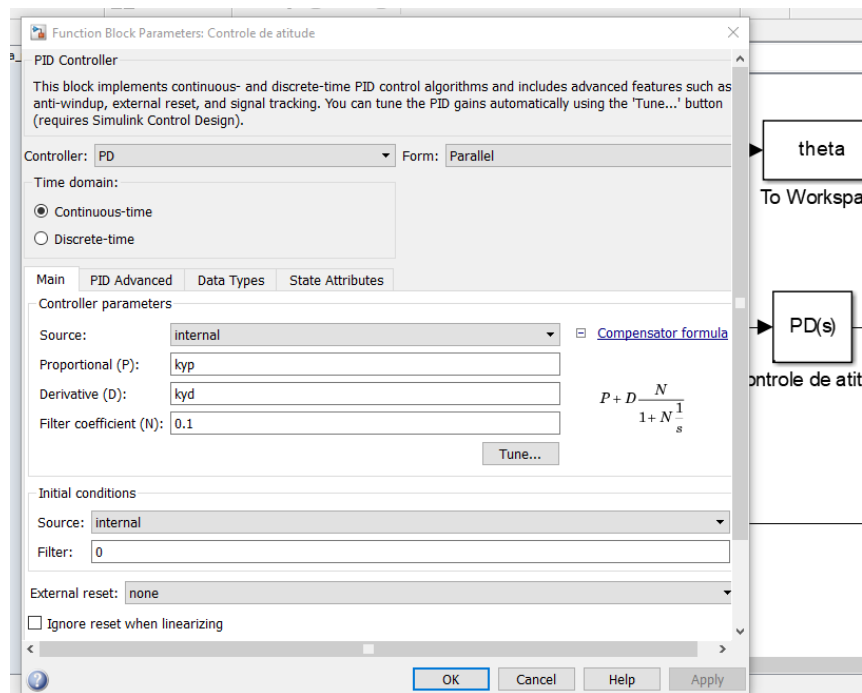 Function Block Parameters: Controle de atitude
PID Controller
This block implements continuous- and discrete-time PID control algorithms and includes advanced features such as
anti-windup, external reset, and signal tracking. You can tune the PID gains automatically using the 'Tune...' button
(requires Simulink Control Design).
Controller: PD Form: Parallel
Time domain:
Continuous-time
Discrete-time
Main PID Advanced Data Types State Attributes
Controller parameters
Source: internal Compensator formula
Proportional (P): kyp
Derivative (D): kyd
Filter coefficient (N): 0.1
P + D N / 1 + N 1/s
Tune...
Initial conditions
Source: internal
Filter: 0
External reset: none
Ignore reset when linearizing
OK Cancel Help Apply
theta
To Workspa
PD(s)
ontrole de atit